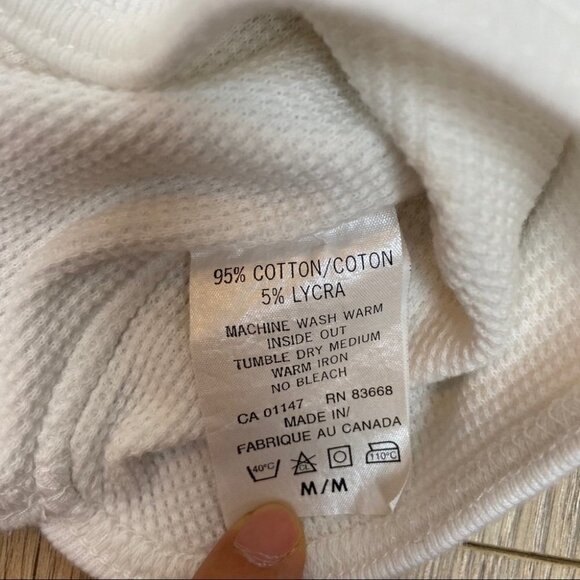 95% COTTON/COTON
5% LYCRA
MACHINE WASH WARM
INSIDE OUT
TUMBLE DRY MEDIUM
WARM IRON
NO BLEACH
CA 01147 RN 83668
MADE IN/
FABRIQUE AU CANADA
40°C CL 110°C
M/M